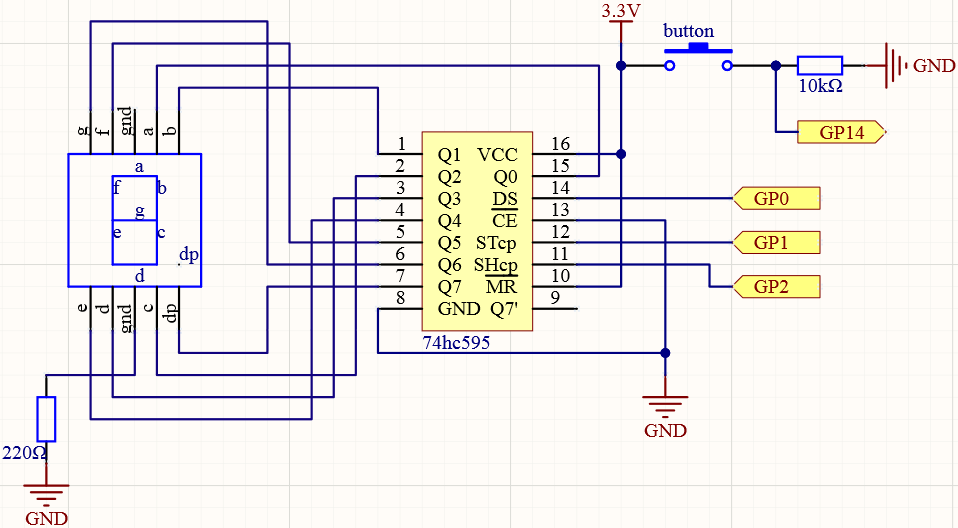 3.3V
button
10kΩ
GND
GP14
g
f
gnd
a
b
a
f
b
g
e
c
dp
d
e
d
gnd
c
dp
1 Q1 VCC 16
2 Q2 Q0 15
3 Q3 DS 14
4 Q4 CE 13
5 Q5 STcp 12
6 Q6 SHcp 11
7 Q7 MR 10
8 GND Q7' 9
74hc595
GP0
GP1
GP2
GND
220Ω
GND